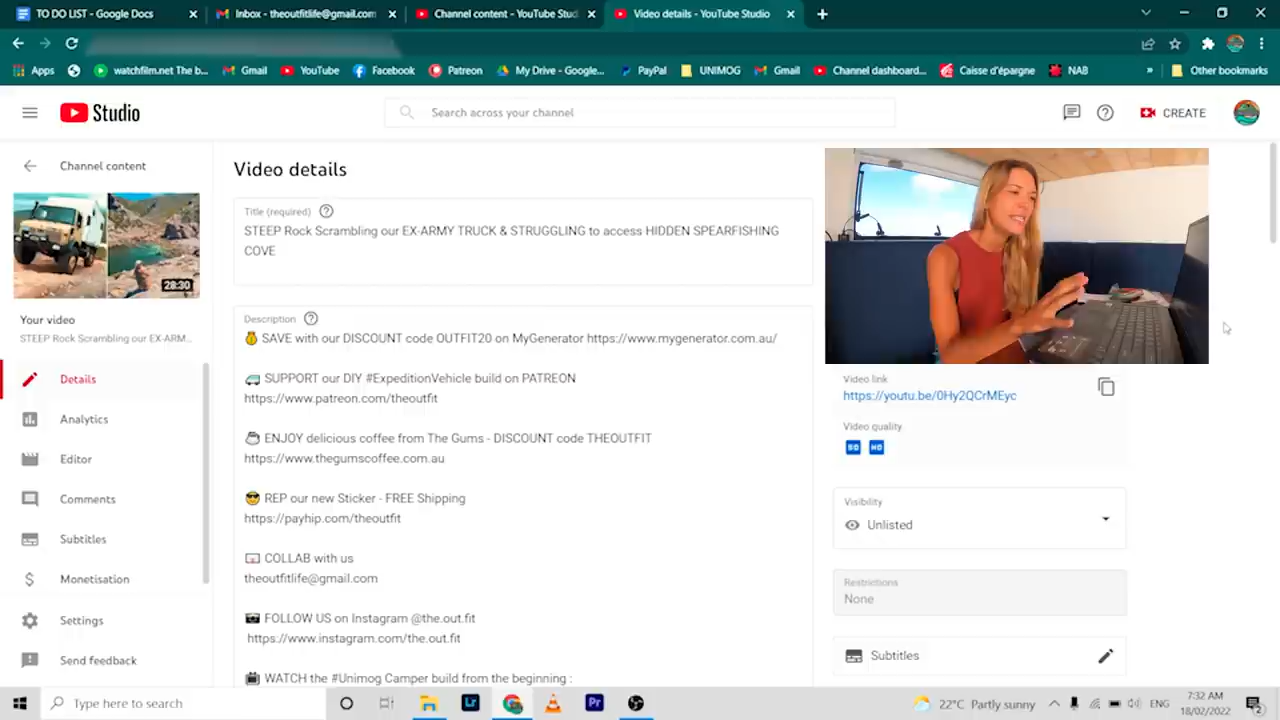 TO DO LIST - Google Docs
Inbox - theoutfitlife@gmail.com
Channel content - YouTube Studi
Video details - YouTube Studio
Apps
watchfilm.net The b...
Gmail
YouTube
Facebook
Patreon
My Drive - Google...
PayPal
UNIMOG
Gmail
Channel dashboard...
Caisse d'épargne
NAB
»
Other bookmarks
Studio
Search across your channel
CREATE
Channel content
28:30
Your video
STEEP Rock Scrambling our EX-ARM...
Details
Analytics
Editor
Comments
Subtitles
Monetisation
Settings
Send feedback
Video details
Title (required)
STEEP Rock Scrambling our EX-ARMY TRUCK & STRUGGLING to access HIDDEN SPEARFISHING
COVE
Description
💰 SAVE with our DISCOUNT code OUTFIT20 on MyGenerator https://www.mygenerator.com.au/
🚐 SUPPORT our DIY #ExpeditionVehicle build on PATREON
https://www.patreon.com/theoutfit
ENJOY delicious coffee from The Gums - DISCOUNT code THEOUTFIT
https://www.thegumscoffee.com.au
😎 REP our new Sticker - FREE Shipping
https://payhip.com/theoutfit
COLLAB with us
theoutfitlife@gmail.com
FOLLOW US on Instagram @the.out.fit
https://www.instagram.com/the.out.fit
WATCH the #Unimog Camper build from the beginning :
Video link
https://youtu.be/0Hy2QCrMEyc
Video quality
SD HD
Visibility
Unlisted
Restrictions
None
Subtitles
Type here to search
Lr
Pr
22°C Partly sunny
ENG
7:32 AM
18/02/2022
2